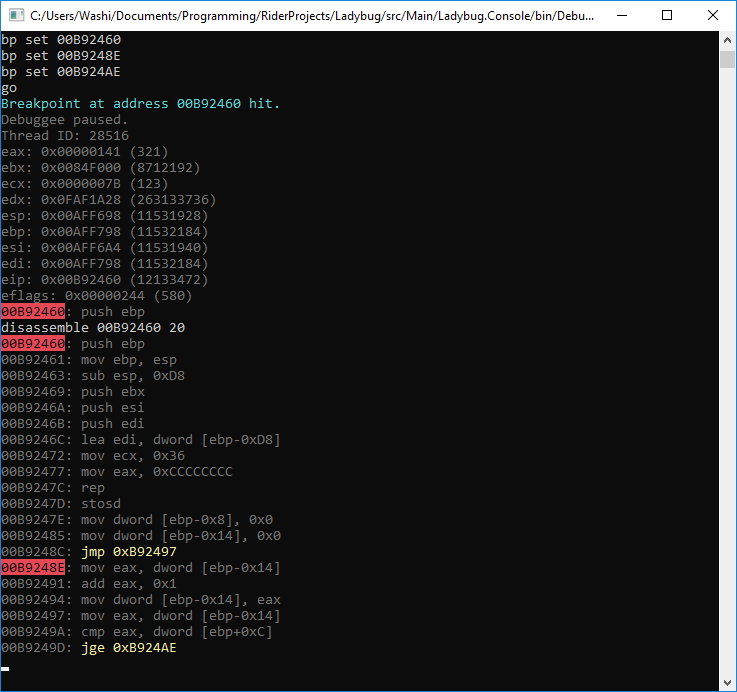 C:/Users/Washi/Documents/Programming/RiderProjects/Ladybug/src/Main/Ladybug.Console/bin/Debu...
bp set 00B92460
bp set 00B9248E
bp set 00B924AE
go
Breakpoint at address 00B92460 hit.
Debuggee paused.
Thread ID: 28516
eax: 0x00000141 (321)
ebx: 0x0084F000 (8712192)
ecx: 0x0000007B (123)
edx: 0x0FAF1A28 (263133736)
esp: 0x00AFF698 (11531928)
ebp: 0x00AFF798 (11532184)
esi: 0x00AFF6A4 (11531940)
edi: 0x00AFF798 (11532184)
eip: 0x00B92460 (12133472)
eflags: 0x00000244 (580)
00B92460: push ebp
disassemble 00B92460 20
00B92460: push ebp
00B92461: mov ebp, esp
00B92463: sub esp, 0xD8
00B92469: push ebx
00B9246A: push esi
00B9246B: push edi
00B9246C: lea edi, dword [ebp-0xD8]
00B92472: mov ecx, 0x36
00B92477: mov eax, 0xCCCCCCCC
00B9247C: rep
00B9247D: stosd
00B9247E: mov dword [ebp-0x8], 0x0
00B92485: mov dword [ebp-0x14], 0x0
00B9248C: jmp 0xB92497
00B9248E: mov eax, dword [ebp-0x14]
00B92491: add eax, 0x1
00B92494: mov dword [ebp-0x14], eax
00B92497: mov eax, dword [ebp-0x14]
00B9249A: cmp eax, dword [ebp+0xC]
00B9249D: jge 0xB924AE